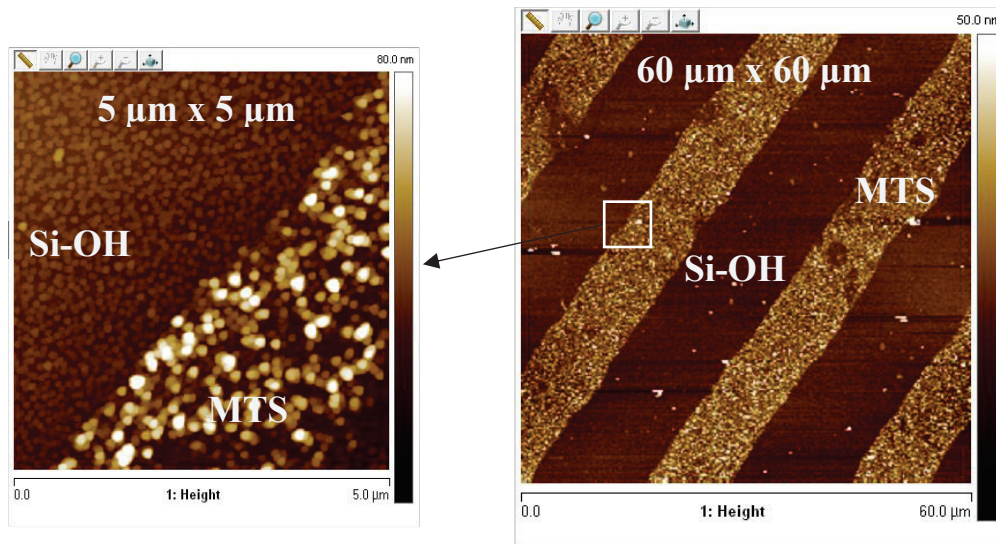 80.0 nm
5 μm x 5 μm
Si-OH
MTS
0.0
1: Height
5.0 μm
50.0 nm
60 μm x 60 μm
MTS
Si-OH
0.0
1: Height
60.0 μm